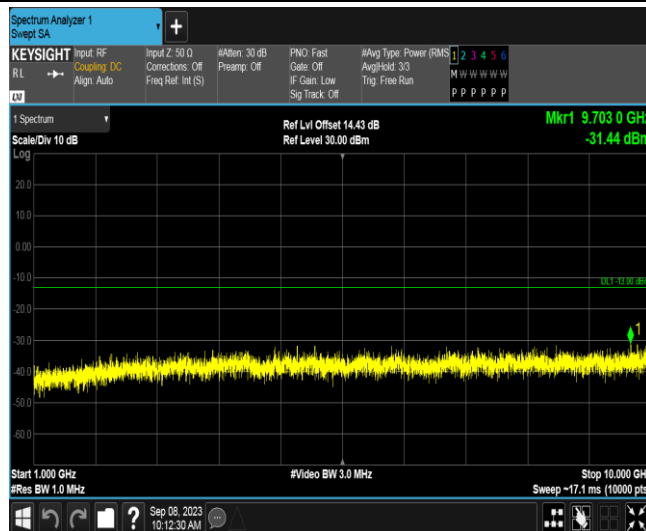 Spectrum Analyzer 1
Swept SA
KEYSIGHT
RL
LXI
Input: RF
Coupling: DC
Align: Auto
Input Z: 50 Ω
Corrections: Off
Freq Ref: Int (S)
#Atten: 30 dB
Preamp: Off
PNO: Fast
Gate: Off
IF Gain: Low
Sig Track: Off
#Avg Type: Power (RMS
Avg|Hold: 3/3
Trig: Free Run
1 2 3 4 5 6
M W W W W W
P P P P P P
1 Spectrum
Scale/Div 10 dB
Ref Lvl Offset 14.43 dB
Ref Level 30.00 dBm
Mkr1 9.703 0 GHz
-31.44 dBm
Log
20.0
10.0
0.00
-10.0
DL1 -13.00 dBm
-20.0
-30.0
1
-40.0
-50.0
-60.0
Start 1.000 GHz
#Video BW 3.0 MHz
Stop 10.000 GHz
#Res BW 1.0 MHz
Sweep ~17.1 ms (10000 pts
?
Sep 08, 2023
10:12:30 AM